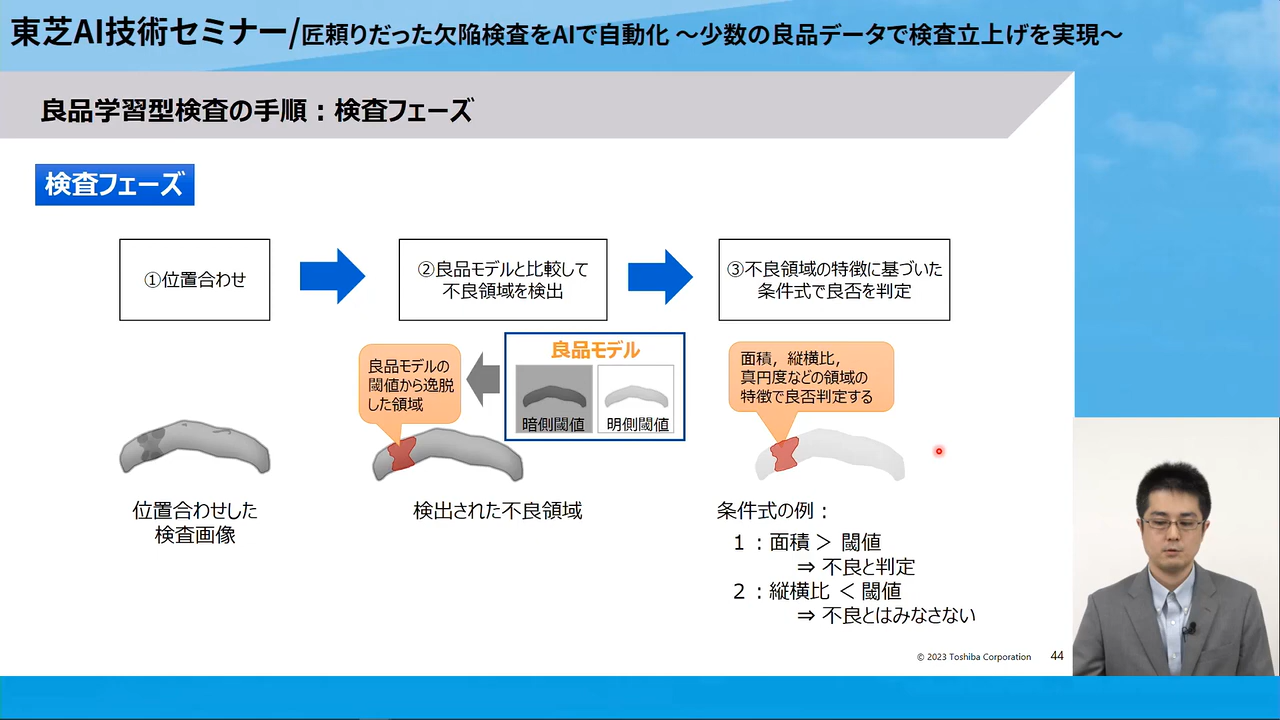 東芝AI技術セミナー/匠頼りだった欠陥検査をAIで自動化 ～少数の良品データで検査立上げを実現～
良品学習型検査の手順：検査フェーズ
検査フェーズ
①位置合わせ
②良品モデルと比較して
不良領域を検出
③不良領域の特徴に基づいた
条件式で良否を判定
良品モデルの
閾値から逸脱
した領域
良品モデル
暗側閾値
明側閾値
面積，縦横比，
真円度などの領域の
特徴で良否判定する
位置合わせした
検査画像
検出された不良領域
条件式の例：
1：面積 ＞ 閾値
⇒ 不良と判定
2：縦横比 ＜ 閾値
⇒ 不良とはみなさない
© 2023 Toshiba Corporation
44